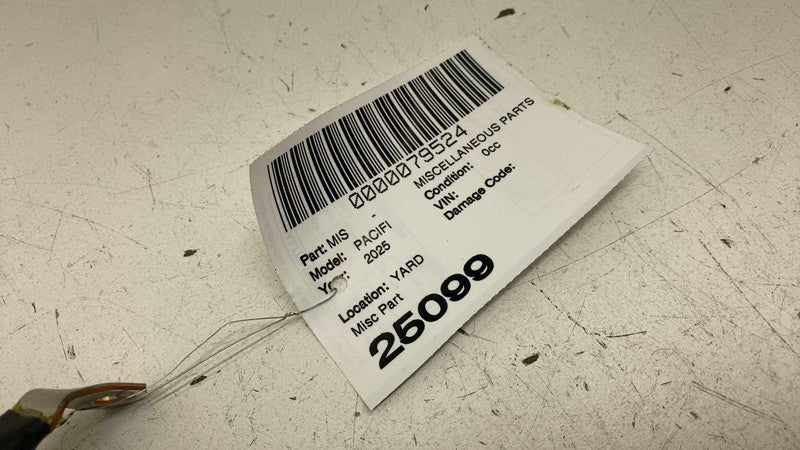 0000079524
Part: MIS - MISCELLANEOUS PARTS
Model: PACIFI Condition: 0cc
Year: 2025 VIN:
Damage Code:
Location: YARD
Misc Part
25099